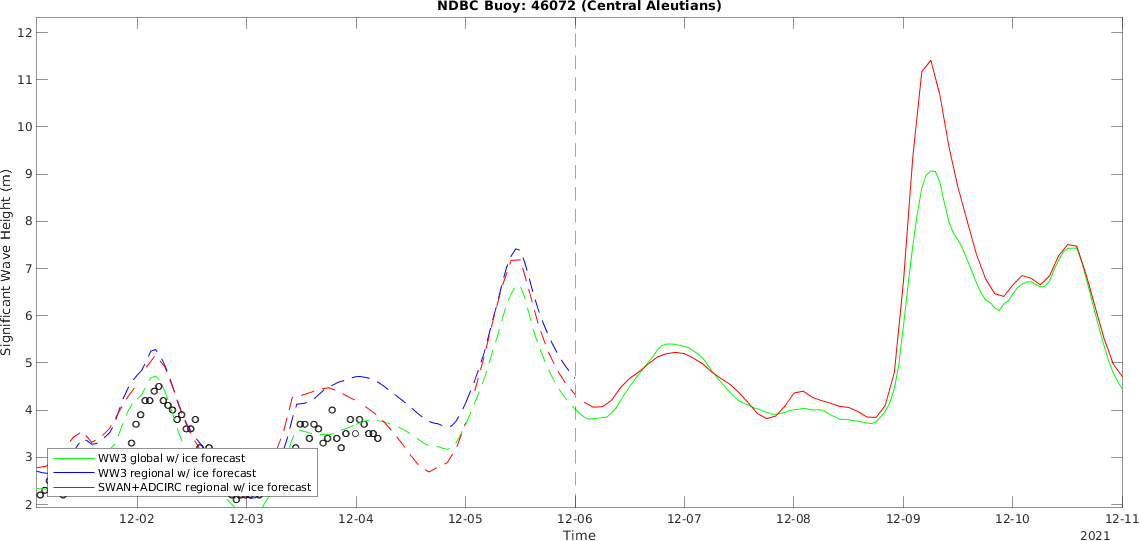 NDBC Buoy: 46072 (Central Aleutians)
12
11
10
9
8
7
6
5
4
3
2
Significant Wave Height (m)
WW3 global w/ ice forecast
WW3 regional w/ ice forecast
SWAN+ADCIRC regional w/ ice forecast
12-02 12-03 12-04 12-05 12-06 12-07 12-08 12-09 12-10 12-11
Time
2021